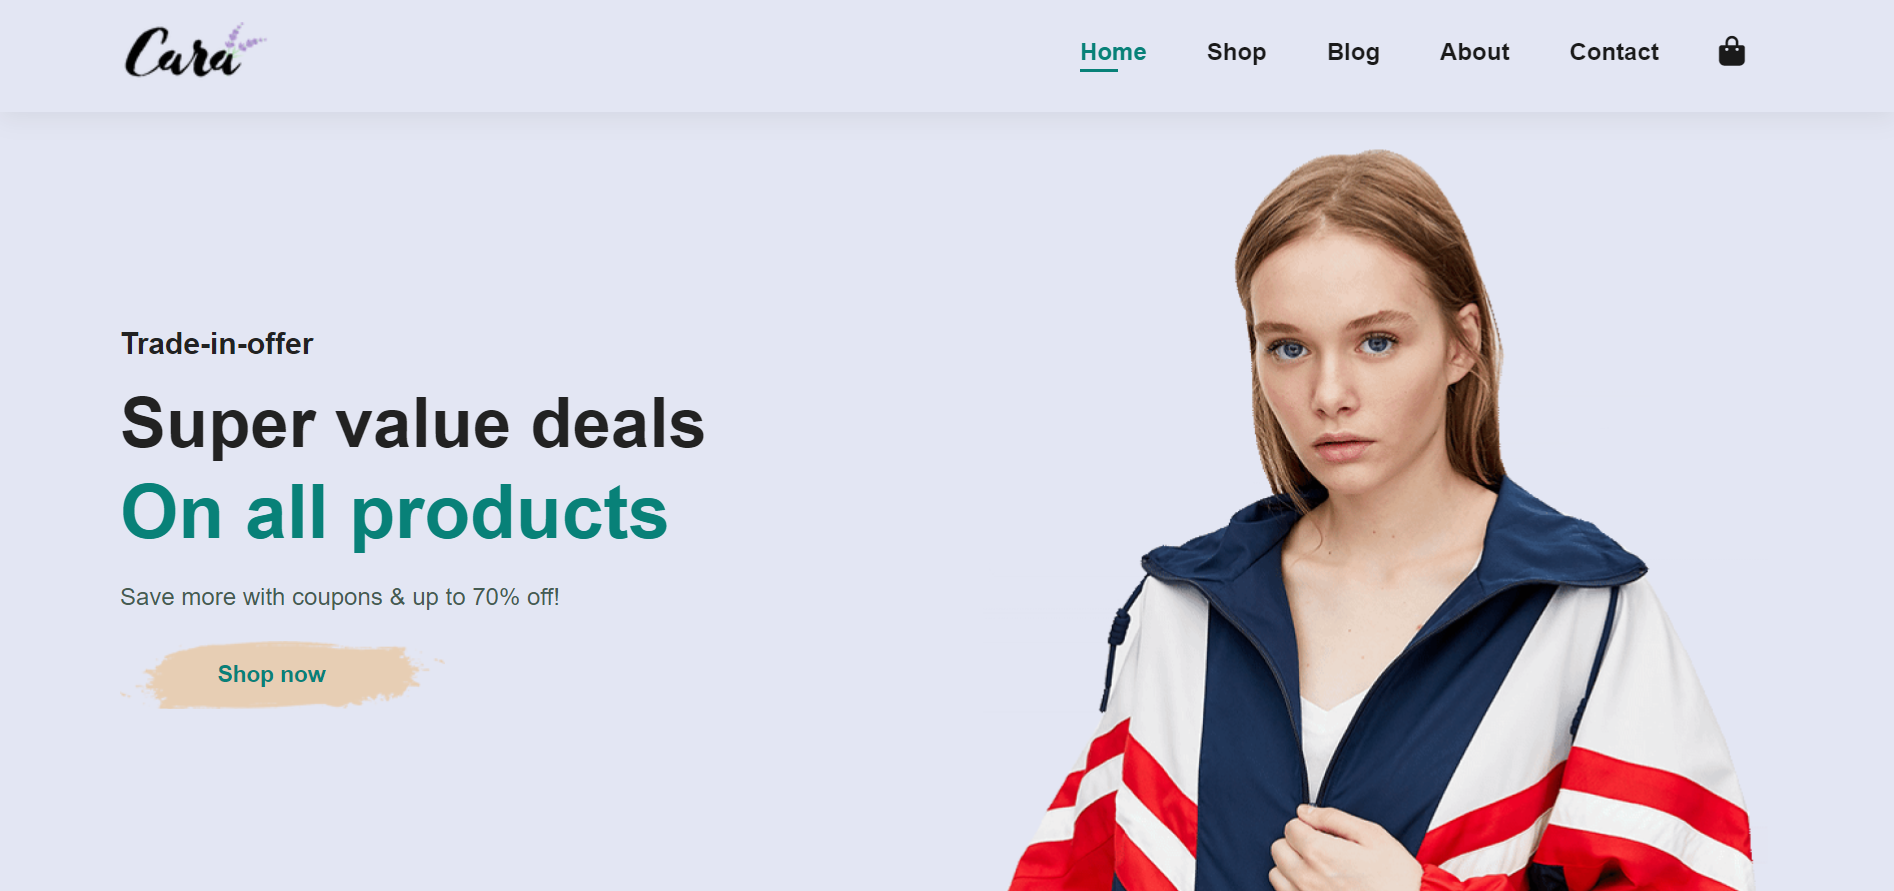 Cara
Home Shop Blog About Contact
Trade-in-offer
Super value deals
On all products
Save more with coupons & up to 70% off!
Shop now